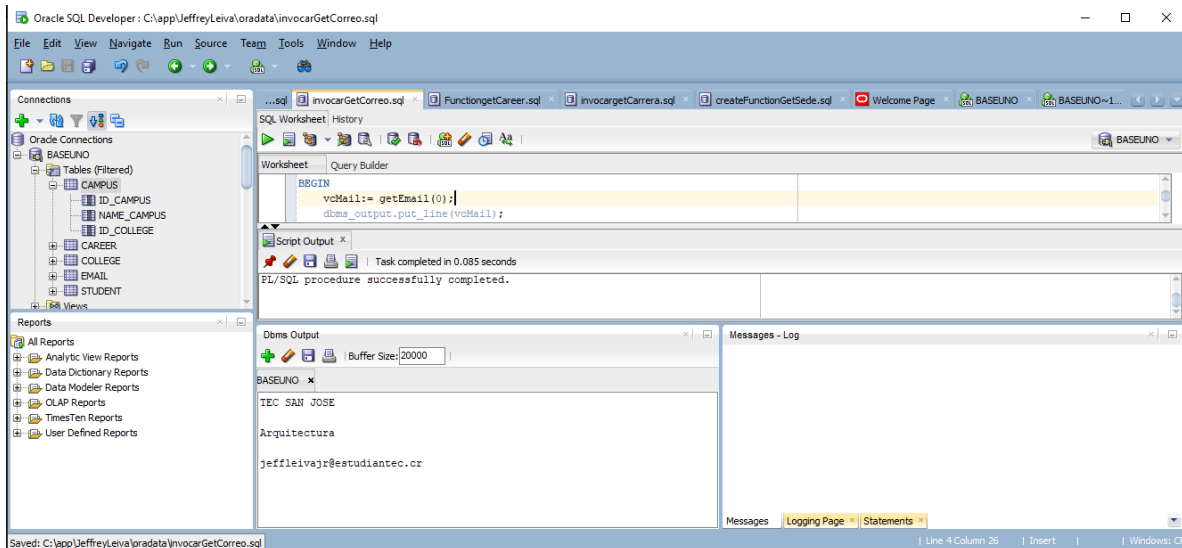 Oracle SQL Developer : C:\app\JeffreyLeiva\oradata\invocarGetCorreo.sql
File Edit View Navigate Run Source Team Tools Window Help
Connections
Oracle Connections
BASEUNO
Tables (Filtered)
CAMPUS
ID_CAMPUS
NAME_CAMPUS
ID_COLLEGE
CAREER
COLLEGE
EMAIL
STUDENT
Views
Reports
All Reports
Analytic View Reports
Data Dictionary Reports
Data Modeler Reports
OLAP Reports
TimesTen Reports
User Defined Reports
...sql invocarGetCorreo.sql FunctiongetCareer.sql invocargetCarrera.sql createFunctionGetSede.sql Welcome Page BASEUNO BASEUNO~1...
SQL Worksheet History
BASEUNO
Worksheet Query Builder
BEGIN
vcMail:= getEmail(0);
dbms_output.put_line(vcMail);
Script Output
Task completed in 0.085 seconds
PL/SQL procedure successfully completed.
Dbms Output
Buffer Size: 20000
BASEUNO
TEC SAN JOSE
Arquitectura
jeffleivajr@estudiantec.cr
Messages - Log
Messages Logging Page Statements
Saved: C:\app\JeffreyLeiva\oradata\invocarGetCorreo.sql
Line 4 Column 26 | Insert | | Windows: